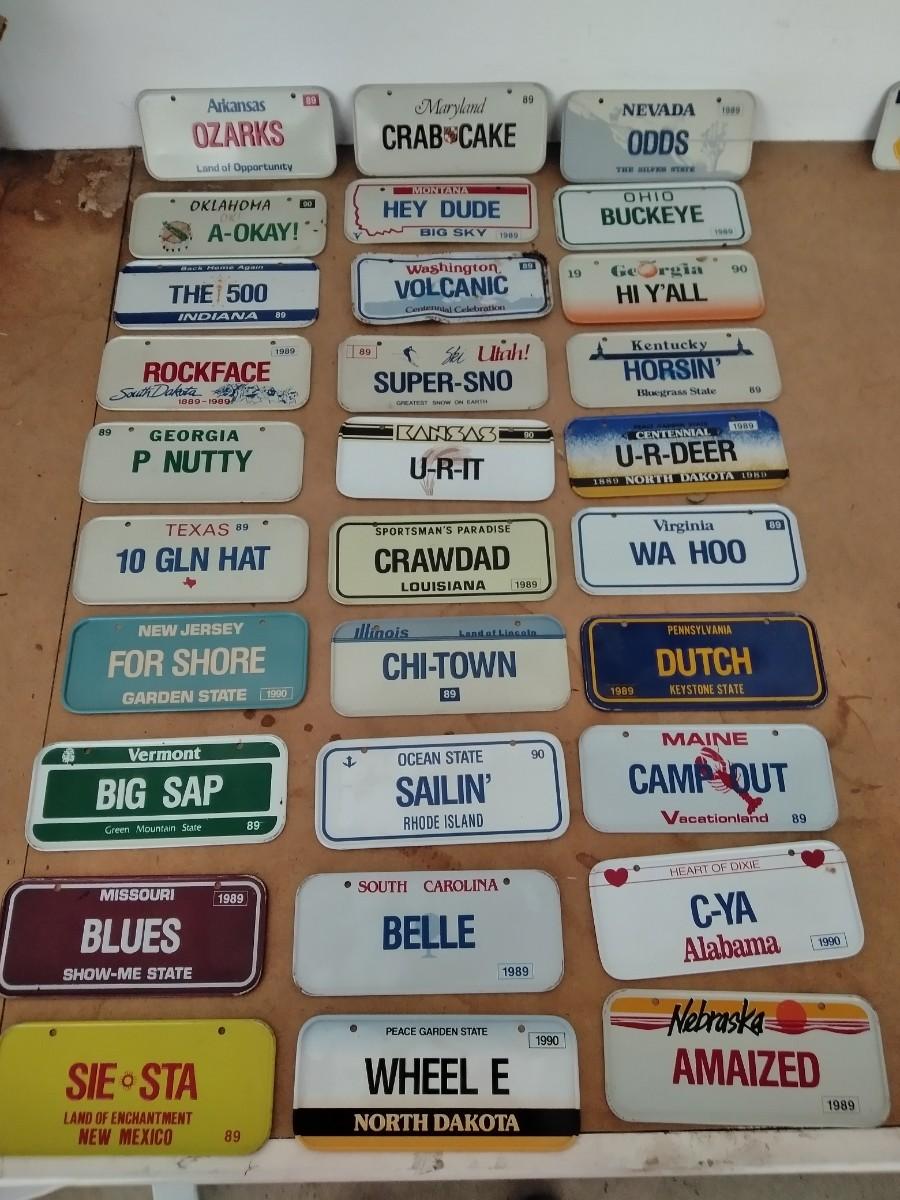 Arkansas 89
OZARKS
Land of Opportunity
Maryland 89
CRAB CAKE
NEVADA 1989
ODDS
THE SILVER STATE
OKLAHOMA 90
OK!
A-OKAY!
MONTANA
HEY DUDE
BIG SKY 1989
OHIO
BUCKEYE
1989
Back Home Again
THE 500
INDIANA 89
Washington 89
VOLCANIC
Centennial Celebration
19 Georgia 90
HI Y'ALL
1989
ROCKFACE
South Dakota
1889-1989
89 Ski Utah!
SUPER-SNO
GREATEST SNOW ON EARTH
Kentucky
HORSIN'
Bluegrass State 89
89 GEORGIA
P NUTTY
KANSAS 90
U-R-IT
PEACE GARDEN STATE
CENTENNIAL 1989
U-R-DEER
1889 NORTH DAKOTA 1989
TEXAS 89
10 GLN HAT
SPORTSMAN'S PARADISE
CRAWDAD
LOUISIANA 1989
Virginia 89
WA HOO
NEW JERSEY
FOR SHORE
GARDEN STATE 1990
Illinois Land of Lincoln
CHI-TOWN
89
PENNSYLVANIA
DUTCH
1989 KEYSTONE STATE
Vermont
BIG SAP
Green Mountain State 89
OCEAN STATE 90
SAILIN'
RHODE ISLAND
MAINE
CAMP OUT
Vacationland 89
MISSOURI 1989
BLUES
SHOW-ME STATE
SOUTH CAROLINA
BELLE
1989
HEART OF DIXIE
C-YA
Alabama 1990
89
SIE STA
LAND OF ENCHANTMENT
NEW MEXICO 89
PEACE GARDEN STATE 1990
WHEEL E
NORTH DAKOTA
Nebraska
AMAIZED
1989